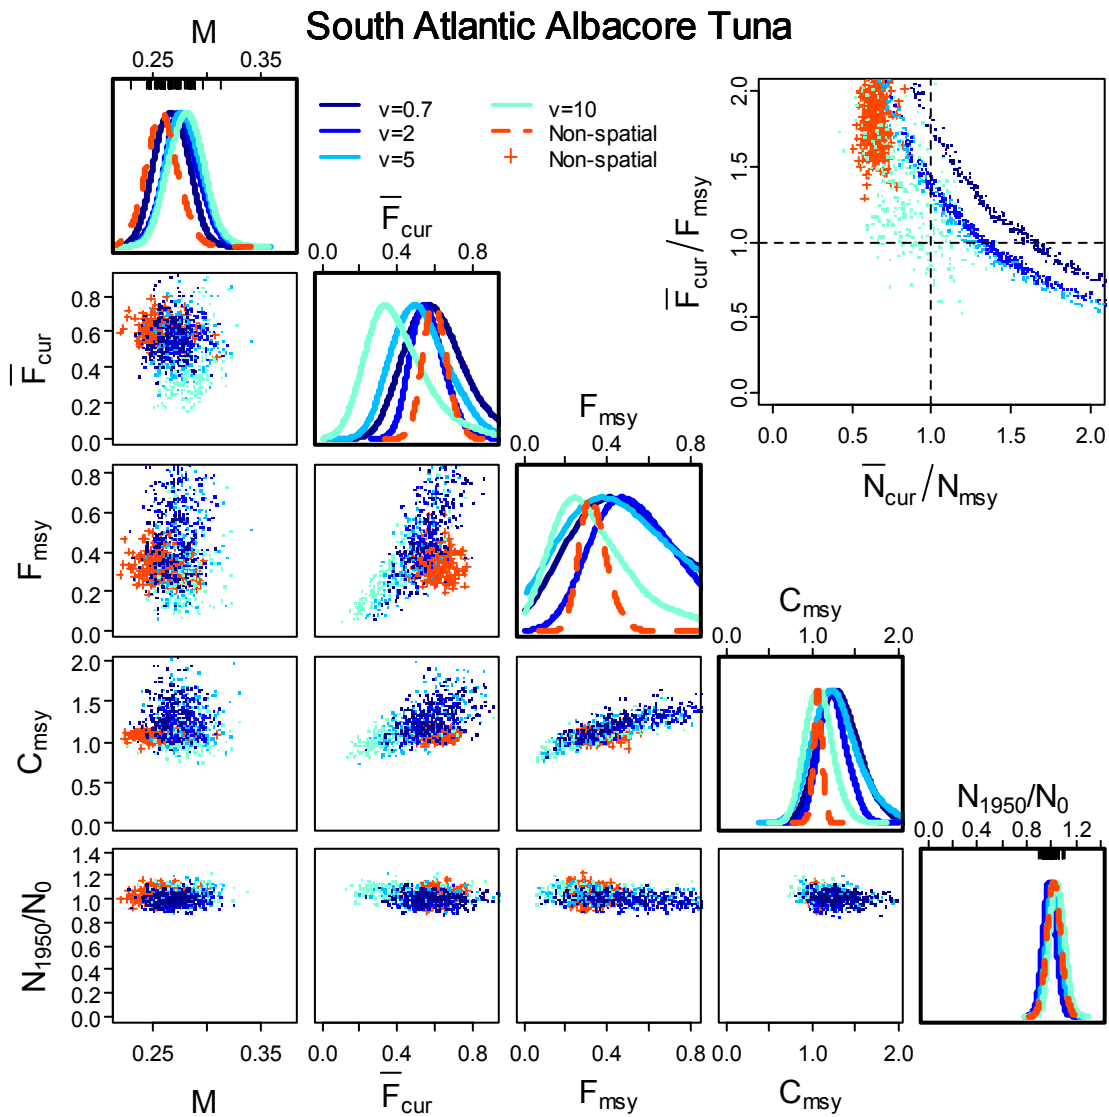 South Atlantic Albacore Tuna
M
0.25 0.35
v=0.7 v=10
v=2 Non-spatial
v=5 Non-spatial
F̅cur
0.0 0.4 0.8
2.0
1.5
1.0
0.5
0.0
F̅cur / Fmsy
0.0 0.5 1.0 1.5 2.0
N̅cur / Nmsy
F̅cur
0.8
0.6
0.4
0.2
0.0
Fmsy
0.0 0.4 0.8
Fmsy
0.8
0.6
0.4
0.2
0.0
Cmsy
0.0 1.0 2.0
Cmsy
2.0
1.5
1.0
0.5
0.0
N1950/N0
0.0 0.4 0.8 1.2
N1950/N0
1.4
1.2
1.0
0.8
0.6
0.4
0.2
0.0
0.25 0.35 0.0 0.4 0.8 0.0 0.4 0.8 0.0 1.0 2.0
M F̅cur Fmsy Cmsy